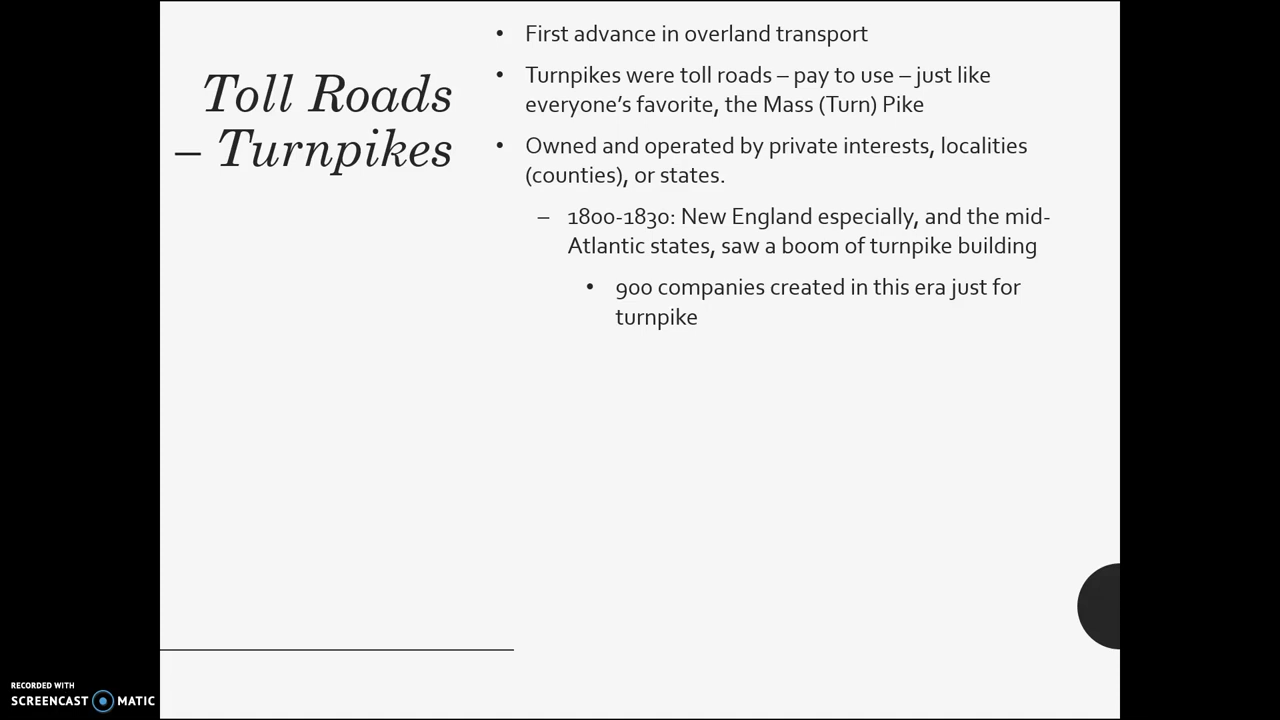 Toll Roads
– Turnpikes
• First advance in overland transport
• Turnpikes were toll roads – pay to use – just like
everyone’s favorite, the Mass (Turn) Pike
• Owned and operated by private interests, localities
(counties), or states.
– 1800-1830: New England especially, and the mid-
Atlantic states, saw a boom of turnpike building
• 900 companies created in this era just for
turnpike
RECORDED WITH
SCREENCAST MATIC